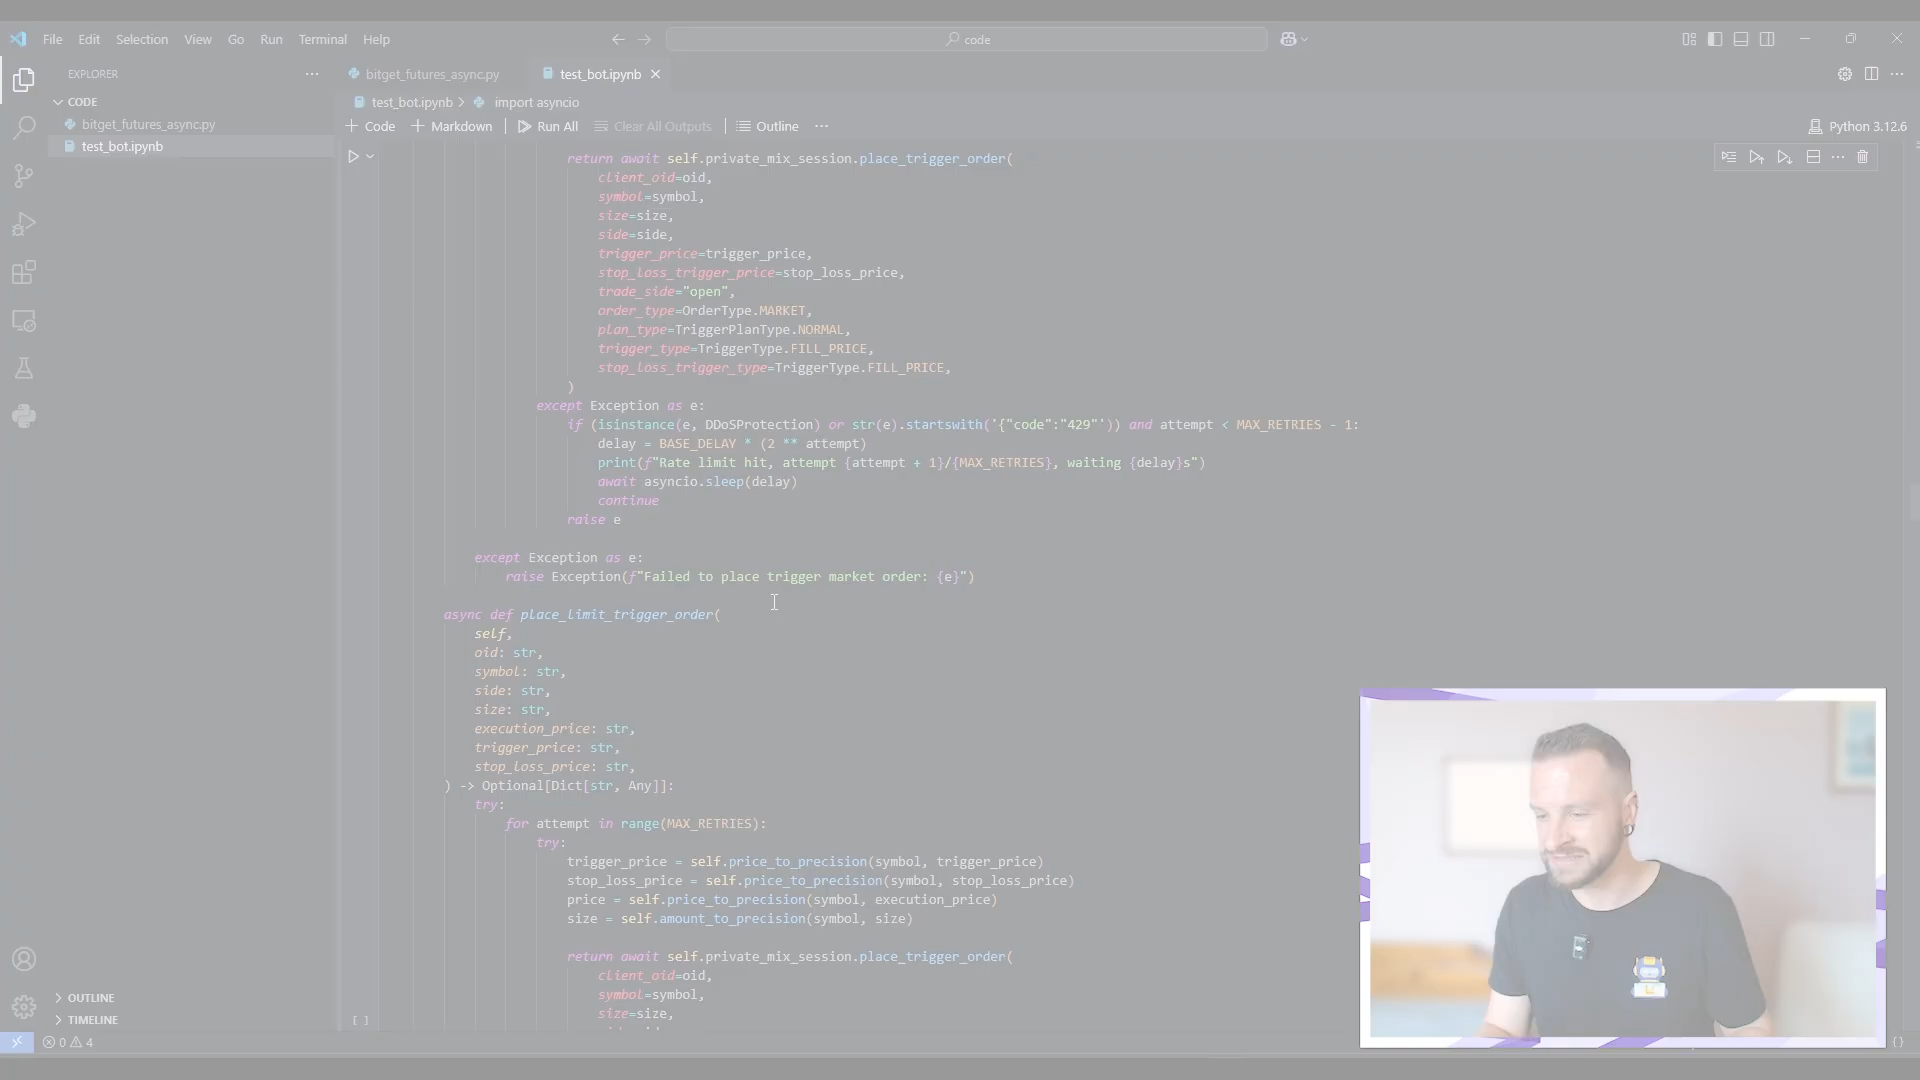 File Edit Selection View Go Run Terminal Help
code
EXPLORER
CODE
bitget_futures_async.py
test_bot.ipynb
OUTLINE
TIMELINE
0 4
bitget_futures_async.py
test_bot.ipynb
test_bot.ipynb > import asyncio
+ Code + Markdown Run All Clear All Outputs Outline ...
Python 3.12.6
return await self.private_mix_session.place_trigger_order(
client_oid=oid,
symbol=symbol,
size=size,
side=side,
trigger_price=trigger_price,
stop_loss_trigger_price=stop_loss_price,
trade_side="open",
order_type=OrderType.MARKET,
plan_type=TriggerPlanType.NORMAL,
trigger_type=TriggerType.FILL_PRICE,
stop_loss_trigger_type=TriggerType.FILL_PRICE,
)
except Exception as e:
if (isinstance(e, DDoSProtection) or str(e).startswith('{"code":"429"')) and attempt < MAX_RETRIES - 1:
delay = BASE_DELAY * (2 ** attempt)
print(f"Rate limit hit, attempt {attempt + 1}/{MAX_RETRIES}, waiting {delay}s")
await asyncio.sleep(delay)
continue
raise e
except Exception as e:
raise Exception(f"Failed to place trigger market order: {e}")
async def place_limit_trigger_order(
self,
oid: str,
symbol: str,
side: str,
size: str,
execution_price: str,
trigger_price: str,
stop_loss_price: str,
) -> Optional[Dict[str, Any]]:
try:
for attempt in range(MAX_RETRIES):
try:
trigger_price = self.price_to_precision(symbol, trigger_price)
stop_loss_price = self.price_to_precision(symbol, stop_loss_price)
price = self.price_to_precision(symbol, execution_price)
size = self.amount_to_precision(symbol, size)
return await self.private_mix_session.place_trigger_order(
client_oid=oid,
symbol=symbol,
size=size,
[ ]